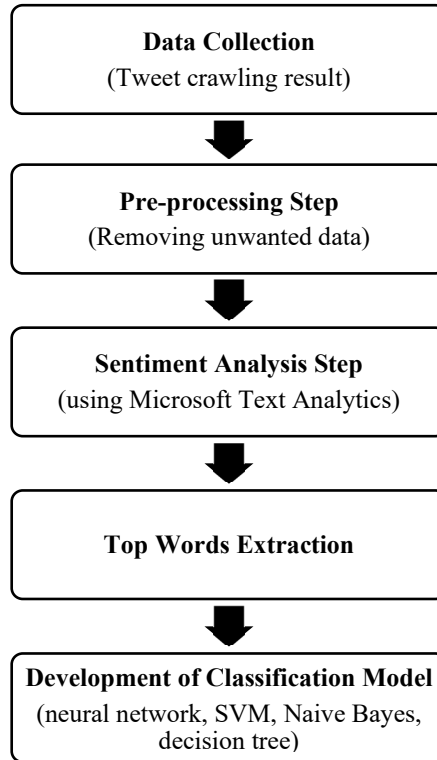 Data Collection
(Tweet crawling result)
Pre-processing Step
(Removing unwanted data)
Sentiment Analysis Step
(using Microsoft Text Analytics)
Top Words Extraction
Development of Classification Model
(neural network, SVM, Naive Bayes,
decision tree)